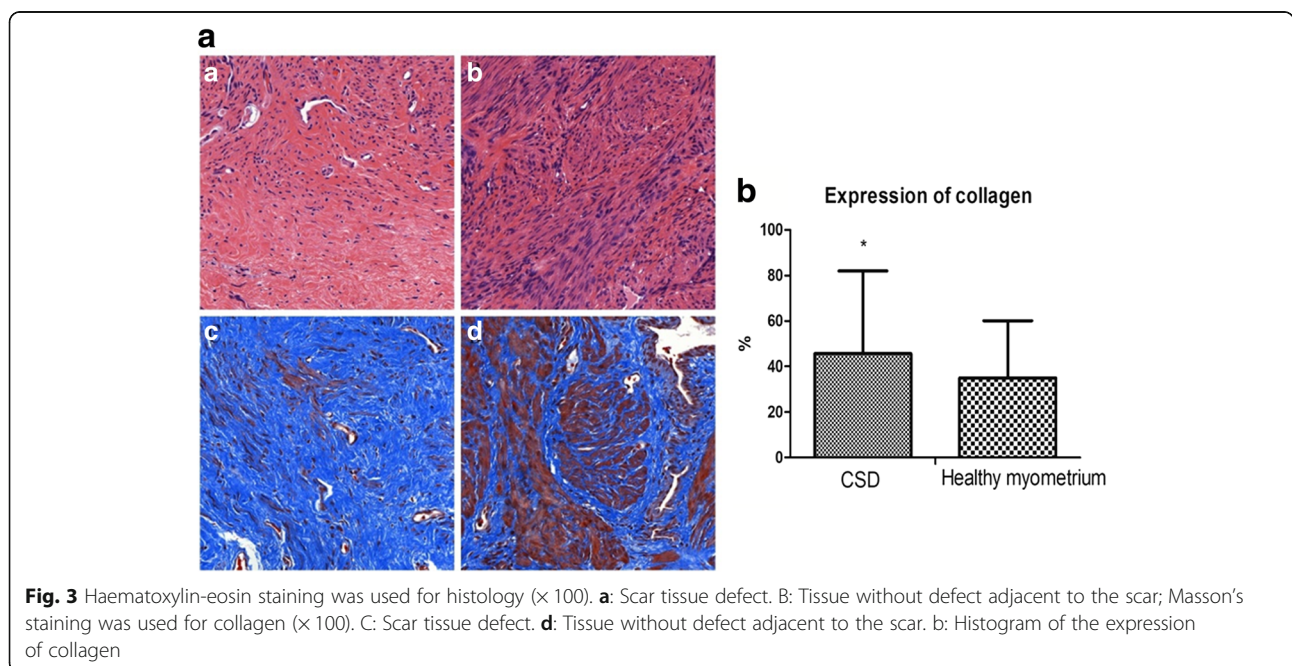 a
a
b
c
d
b
Expression of collagen
100
80
60
40
20
0
%
*
CSD
Healthy myometrium
Fig. 3 Haematoxylin-eosin staining was used for histology (× 100). a: Scar tissue defect. B: Tissue without defect adjacent to the scar; Masson's
staining was used for collagen (× 100). C: Scar tissue defect. d: Tissue without defect adjacent to the scar. b: Histogram of the expression
of collagen